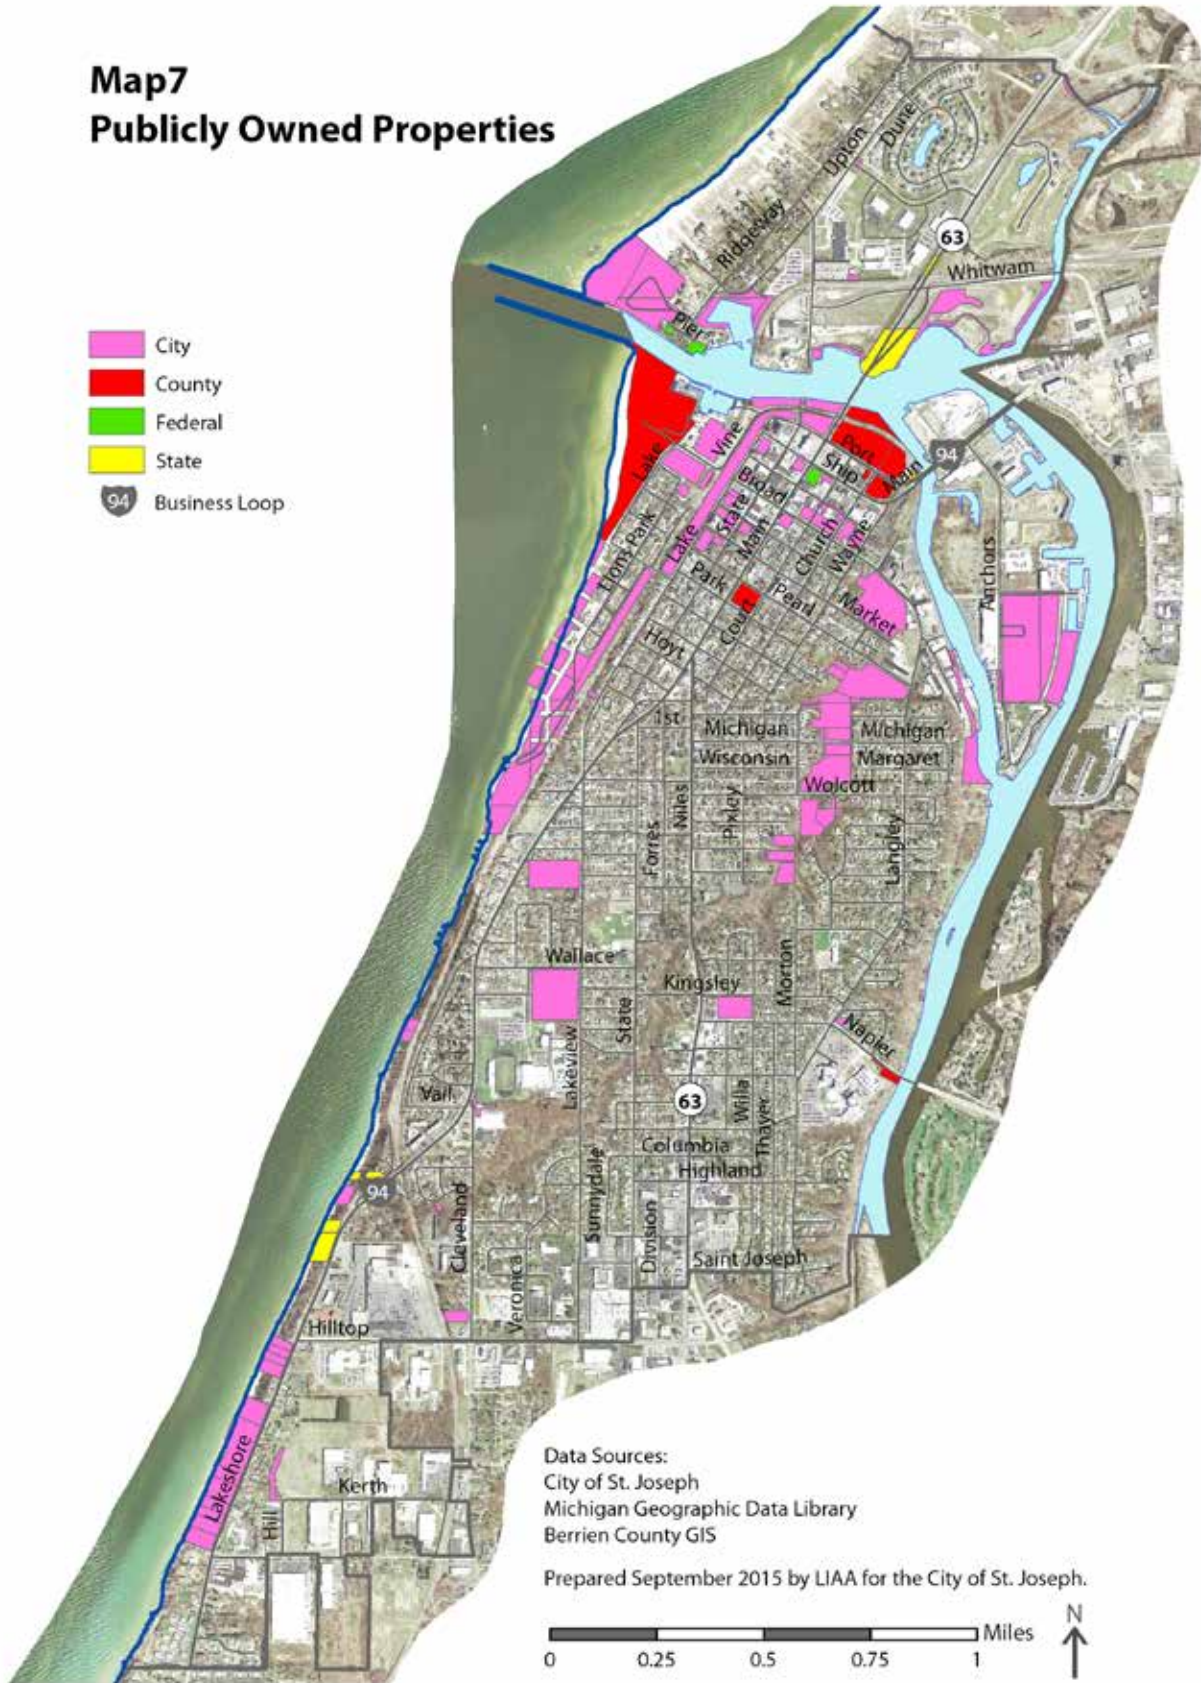 Map7
Publicly Owned Properties
City
County
Federal
State
94 Business Loop
Upton
Dune
Ridgeway
63
Whitwam
Pier
Lake
Vine
Port
Ship
Main
94
Broad
State
Main
Church
Wayne
Lake
Lions Park
Park
Pearl
Court
Market
Hoyt
Anchors
1st
Michigan
Michigan
Wisconsin
Margaret
Wolcott
Niles
Pixley
Forres
Langley
Wallace
Kingsley
Morton
State
Napier
Lakeview
Vail
63
Willa
Thayer
Columbia
Highland
94
Cleveland
Sunnydale
Division
Saint Joseph
Veronica
Hilltop
Lakeshore
Hill
Kerth
Data Sources:
City of St. Joseph
Michigan Geographic Data Library
Berrien County GIS
Prepared September 2015 by LIAA for the City of St. Joseph.
Miles
0 0.25 0.5 0.75 1
N